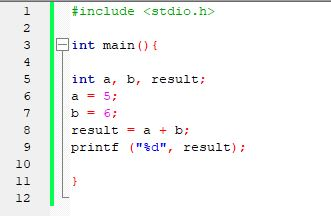 1 #include <stdio.h>
2
3 int main(){
4
5 int a, b, result;
6 a = 5;
7 b = 6;
8 result = a + b;
9 printf ("%d", result);
10
11 }
12